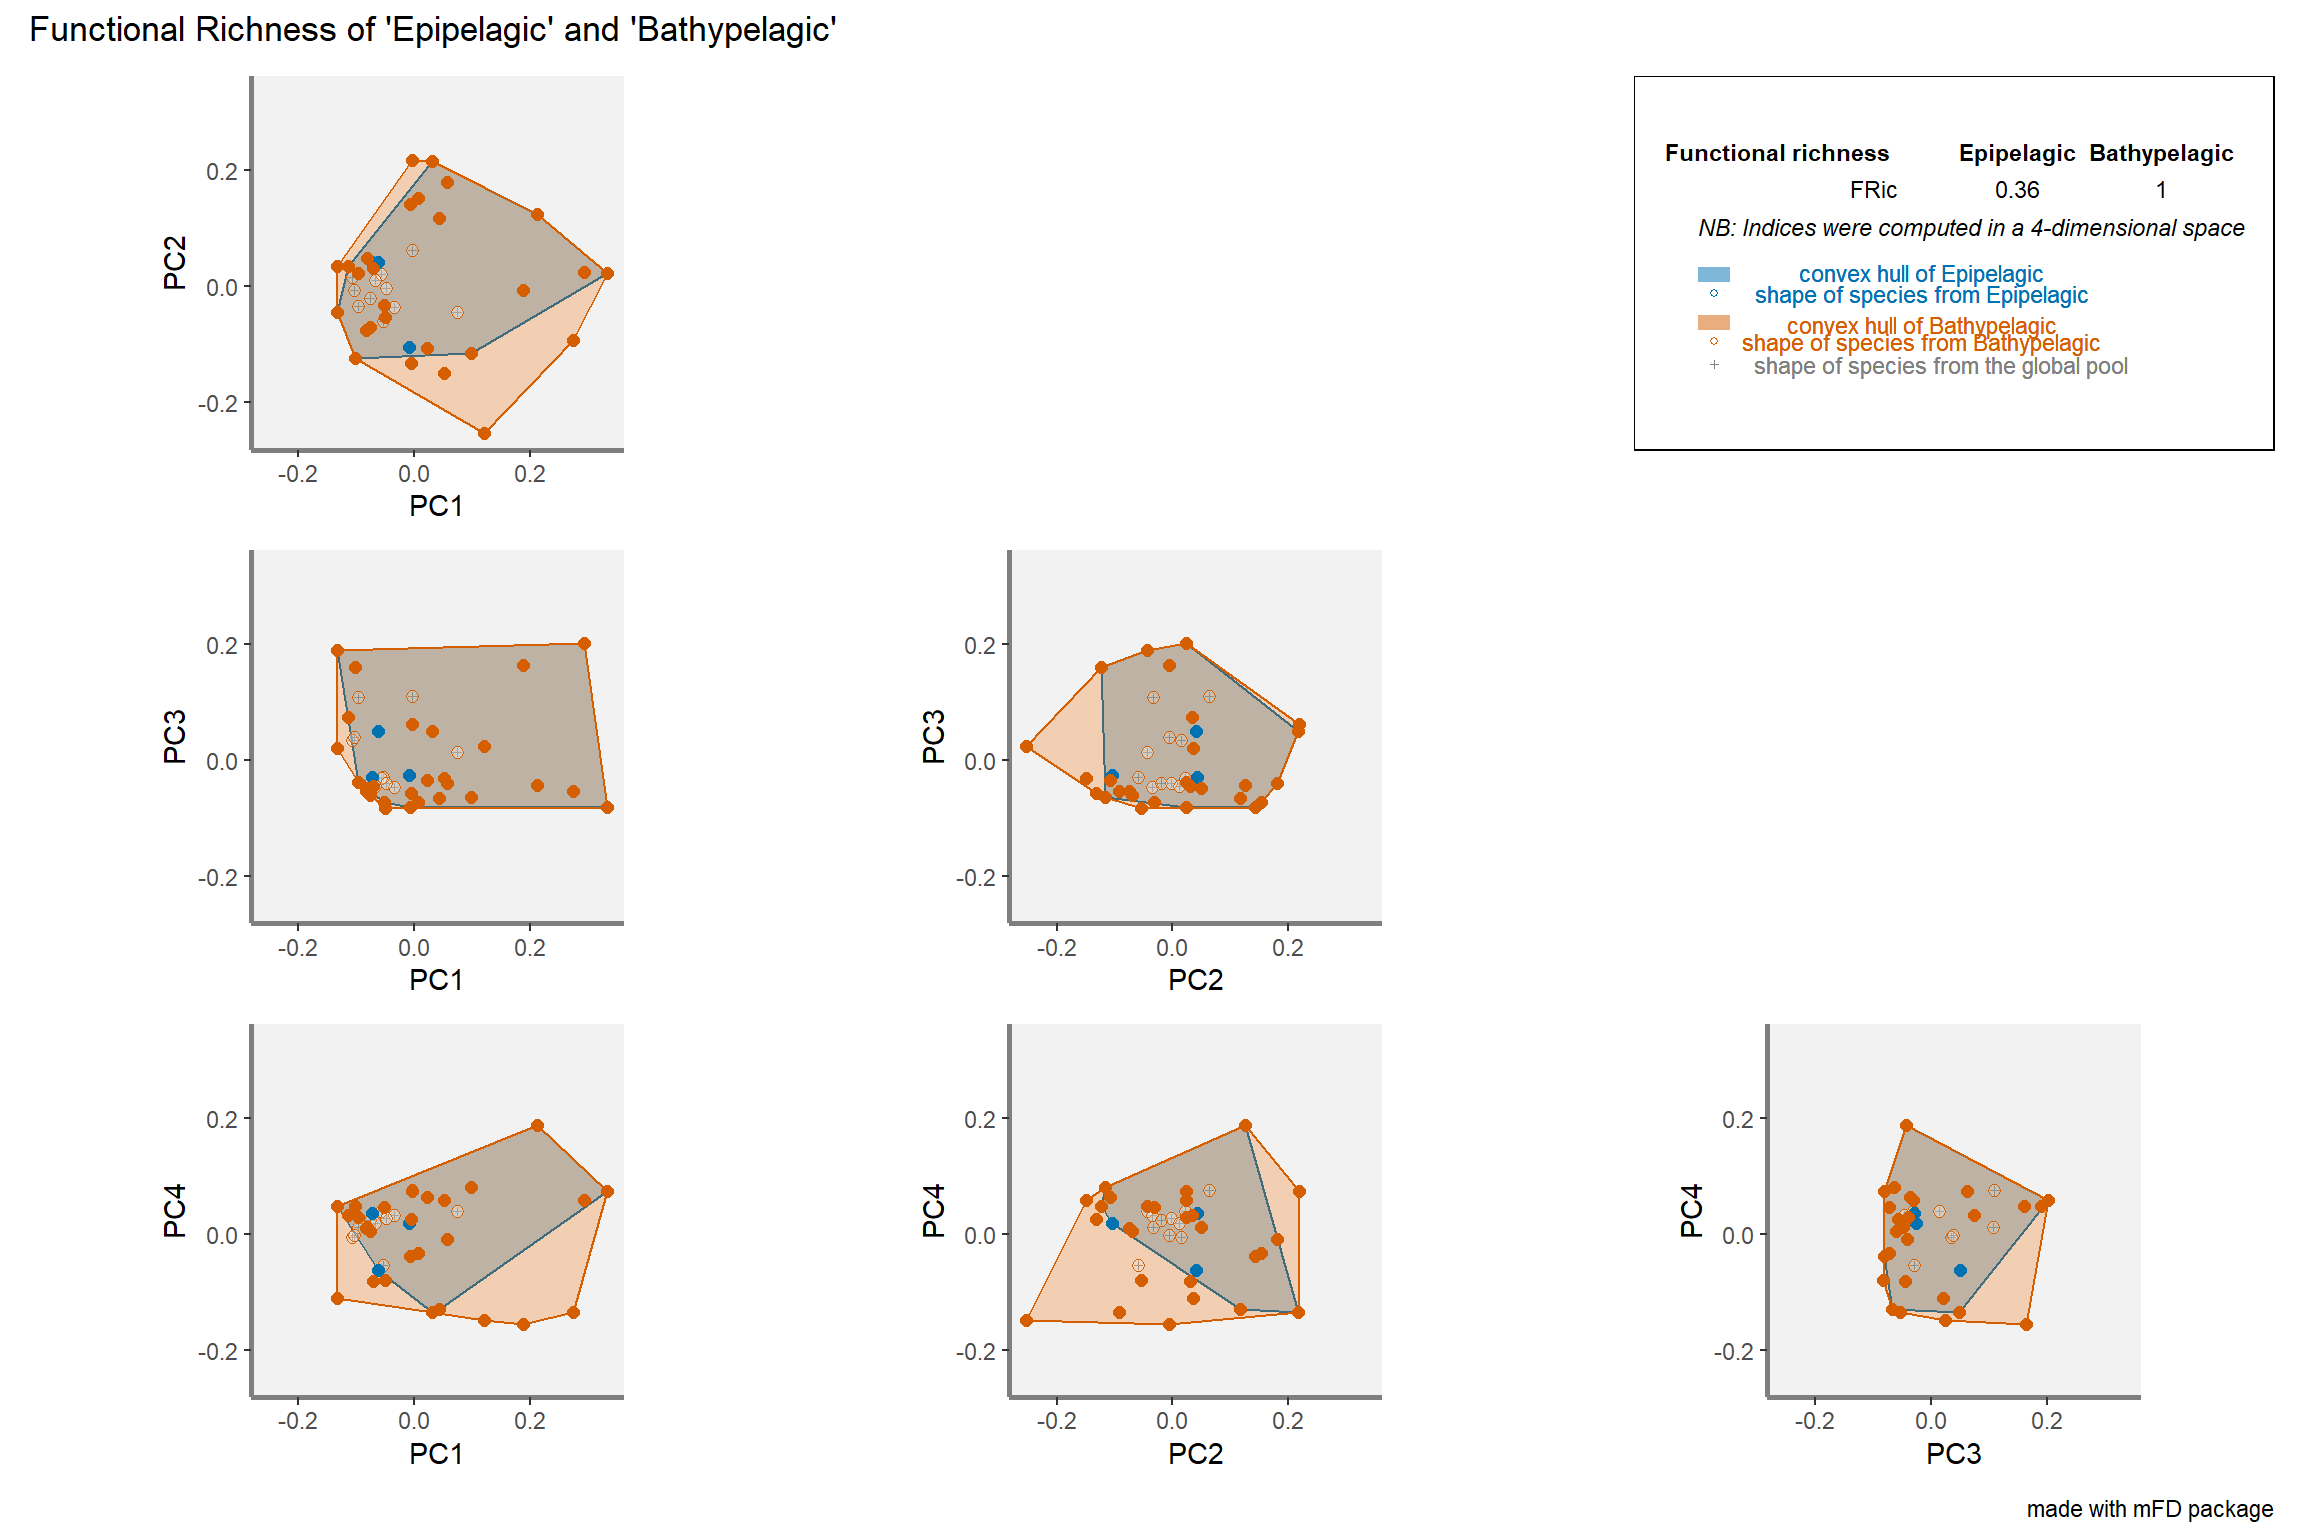 Functional Richness of 'Epipelagic' and 'Bathypelagic'
0.2
0.0
-0.2
PC2
-0.2 0.0 0.2
PC1
Functional richness Epipelagic Bathypelagic
FRic 0.36 1
NB: Indices were computed in a 4-dimensional space
convex hull of Epipelagic
shape of species from Epipelagic
convex hull of Bathypelagic
shape of species from Bathypelagic
shape of species from the global pool
0.2
0.0
-0.2
PC3
-0.2 0.0 0.2
PC1
0.2
0.0
-0.2
PC3
-0.2 0.0 0.2
PC2
0.2
0.0
-0.2
PC4
-0.2 0.0 0.2
PC1
0.2
0.0
-0.2
PC4
-0.2 0.0 0.2
PC2
0.2
0.0
-0.2
PC4
-0.2 0.0 0.2
PC3
made with mFD package